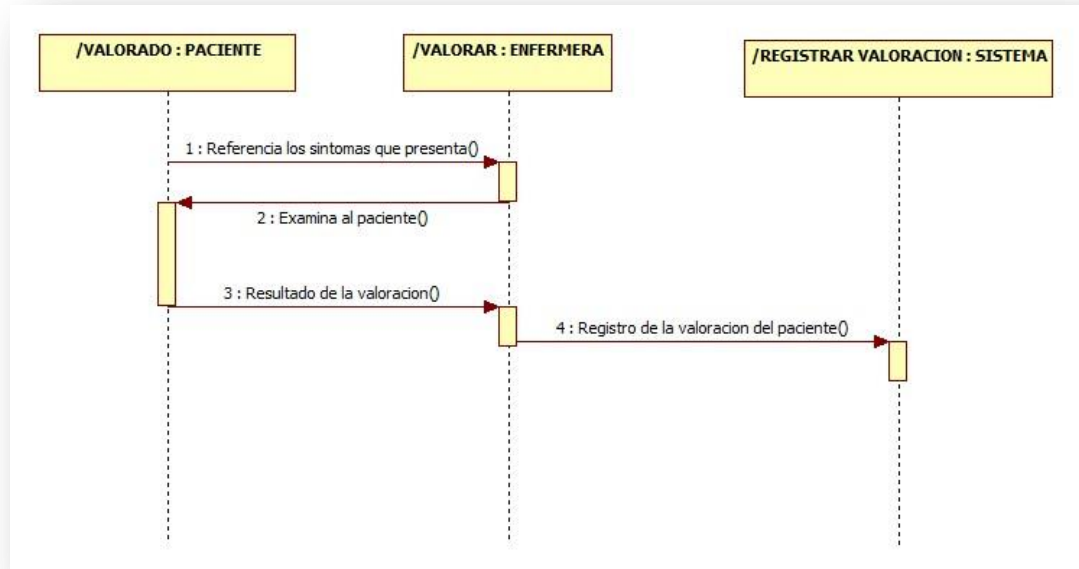 /VALORADO : PACIENTE
/VALORAR : ENFERMERA
/REGISTRAR VALORACION : SISTEMA
1 : Referencia los sintomas que presenta()
2 : Examina al paciente()
3 : Resultado de la valoracion()
4 : Registro de la valoracion del paciente()